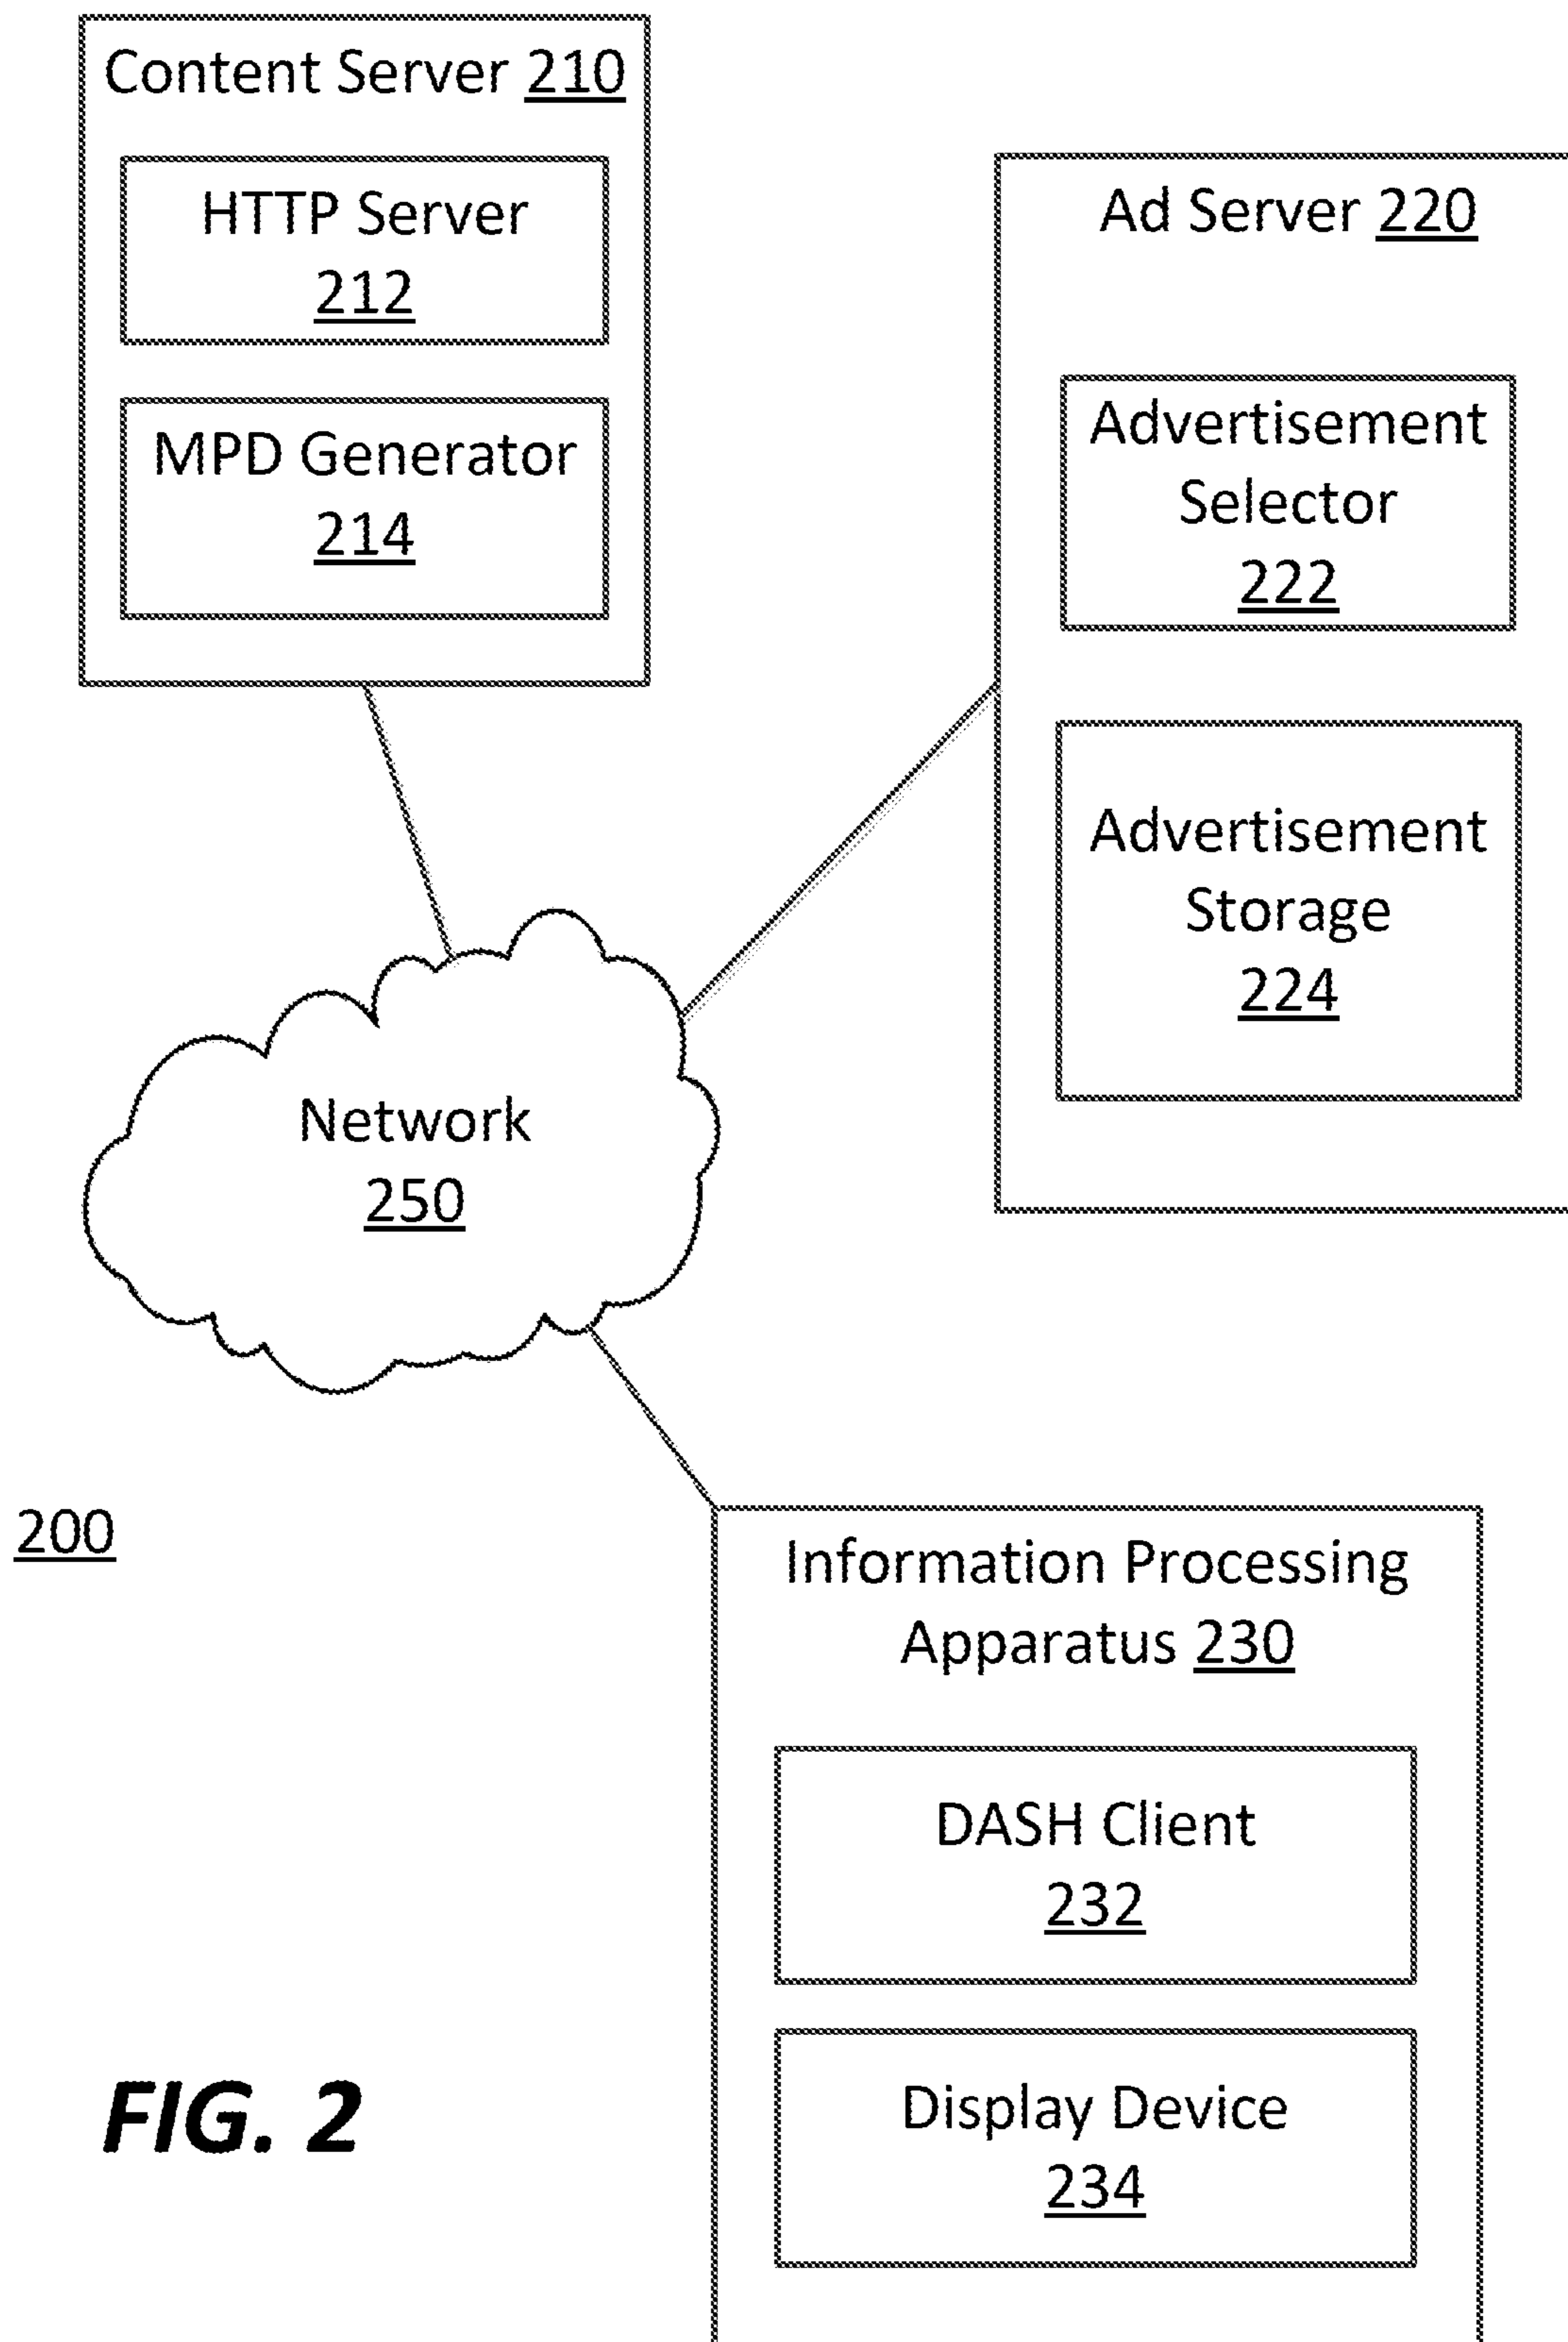 Content Server 210
HTTP Server
212
MPD Generator
214
Ad Server 220
Advertisement
Selector
222
Advertisement
Storage
224
Network
250
200
Information Processing
Apparatus 230
DASH Client
232
Display Device
234
FIG. 2